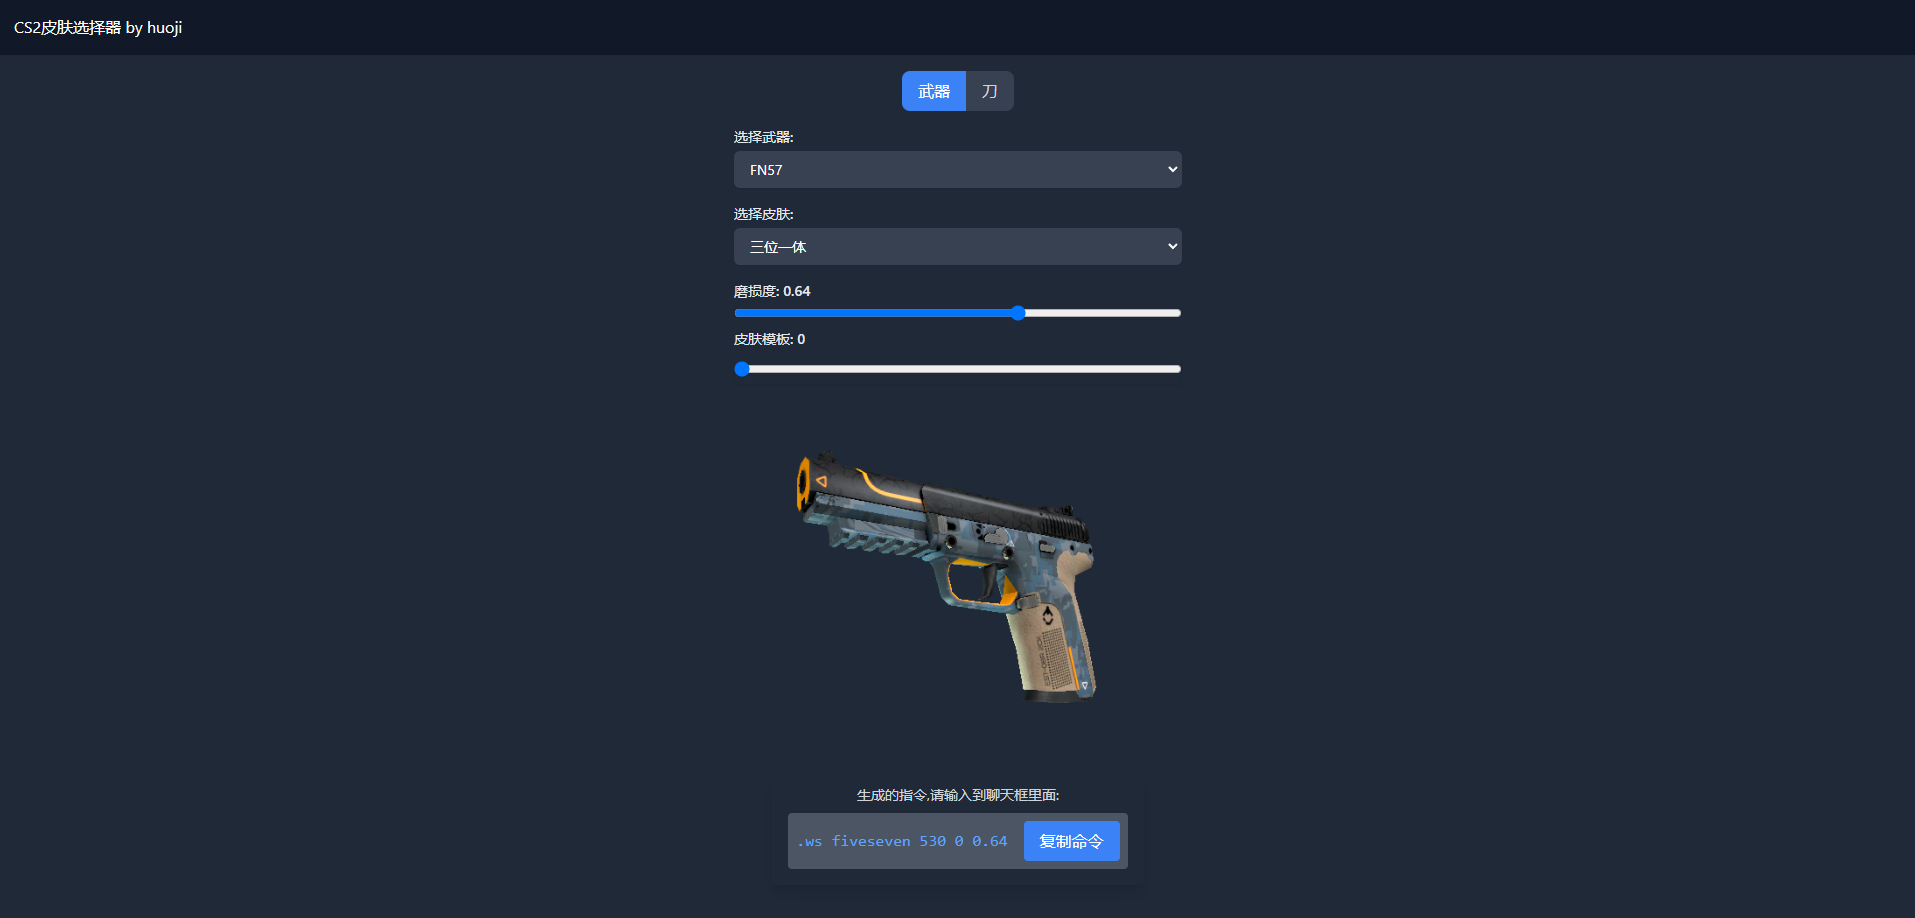 CS2皮肤选择器 by huoji
武器 刀
选择武器:
FN57
选择皮肤:
三位一体
磨损度: 0.64
皮肤模板: 0
生成的指令,请输入到聊天框里面:
.ws fiveseven 530 0 0.64 复制命令